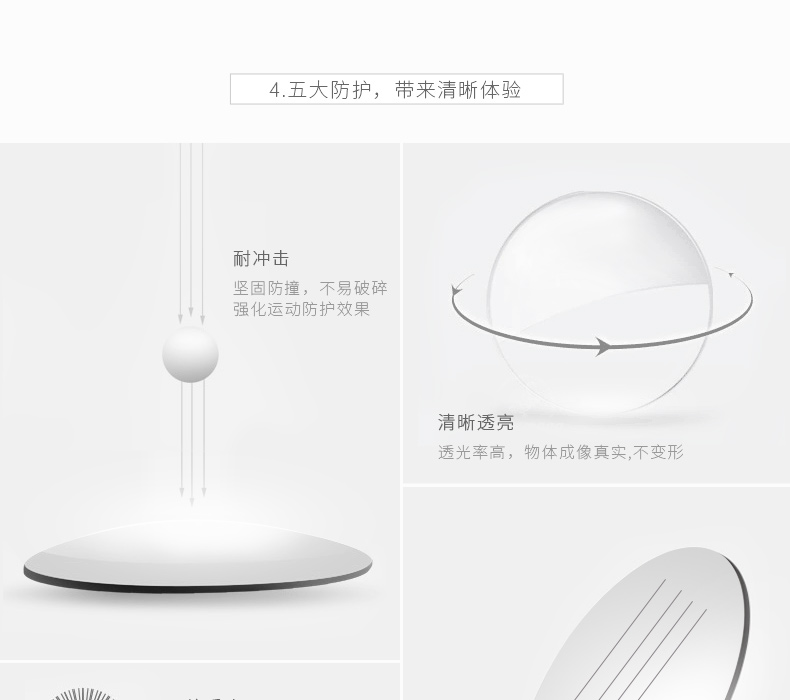 4.五大防护，带来清晰体验
耐冲击
坚固防撞，不易破碎
强化运动防护效果
清晰透亮
透光率高，物体成像真实,不变形